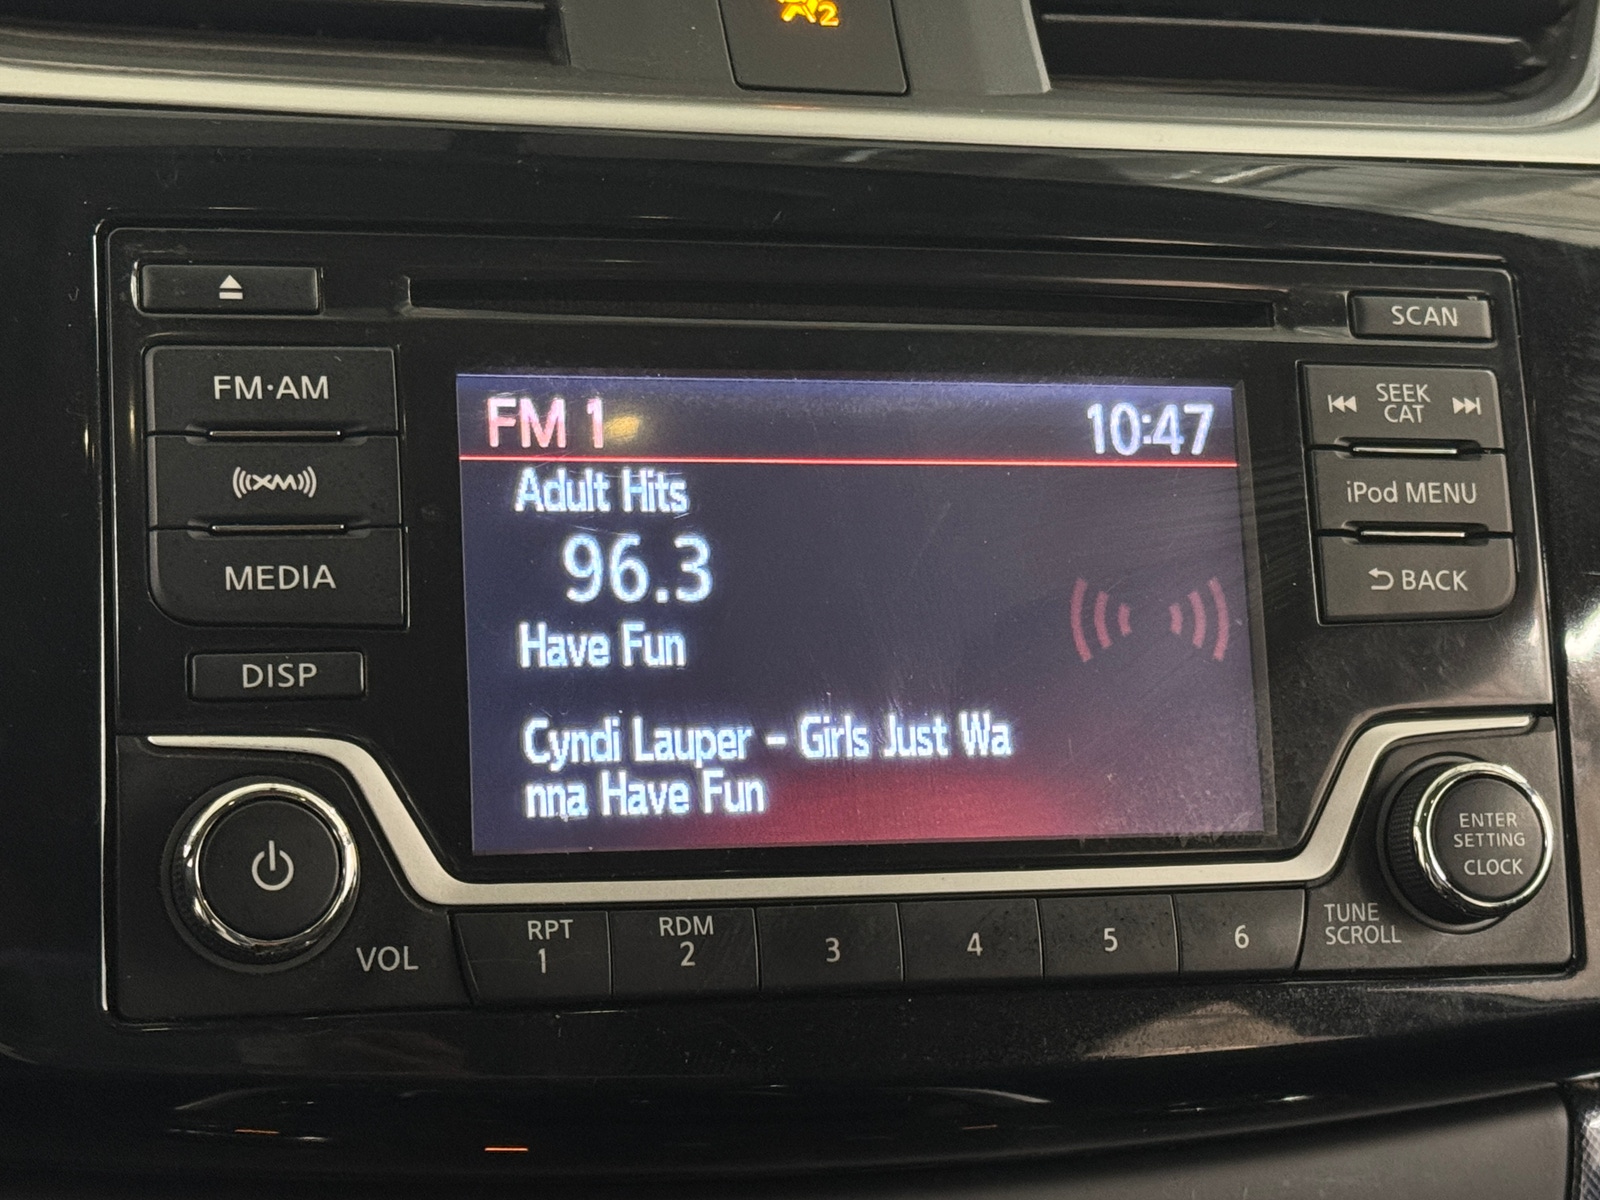 2
SCAN
FM·AM
SEEK
CAT
XM
iPod MENU
MEDIA
BACK
DISP
FM 1 10:47
Adult Hits
96.3
Have Fun
Cyndi Lauper - Girls Just Wa
nna Have Fun
VOL
RPT
1
RDM
2
3
4
5
6
TUNE
SCROLL
ENTER
SETTING
CLOCK